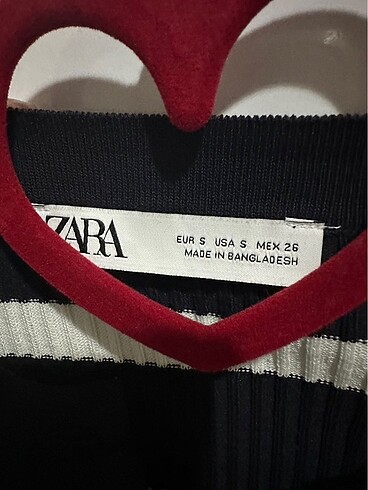 ZARA
EUR S USA S MEX 26
MADE IN BANGLADESH